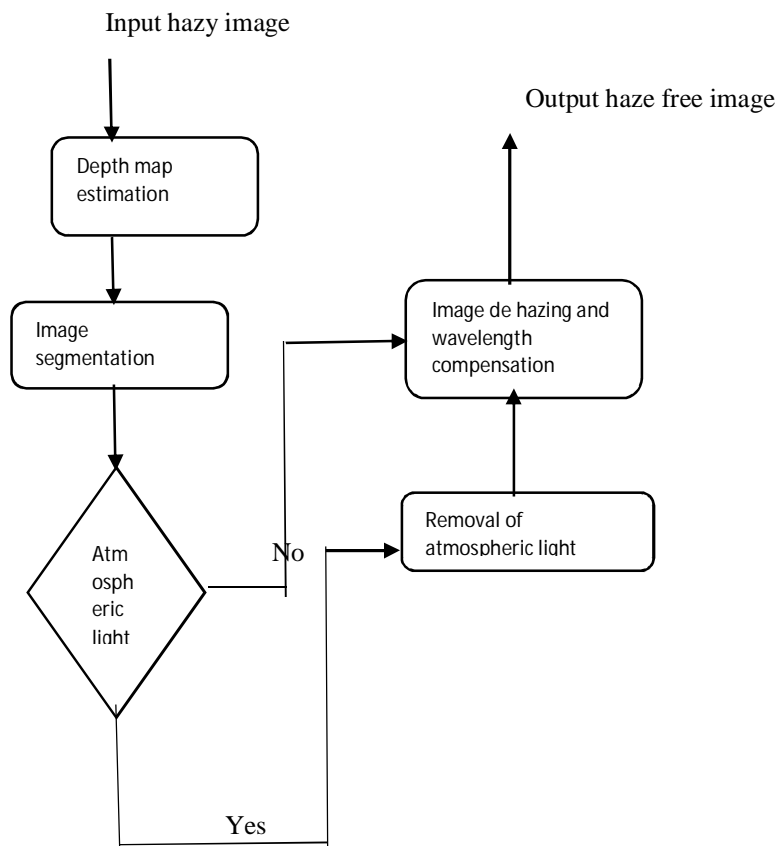 Input hazy image
Output haze free image
Depth map
estimation
Image
segmentation
Image de hazing and
wavelength
compensation
Atm
osph
eric
light
No
Removal of
atmospheric light
Yes